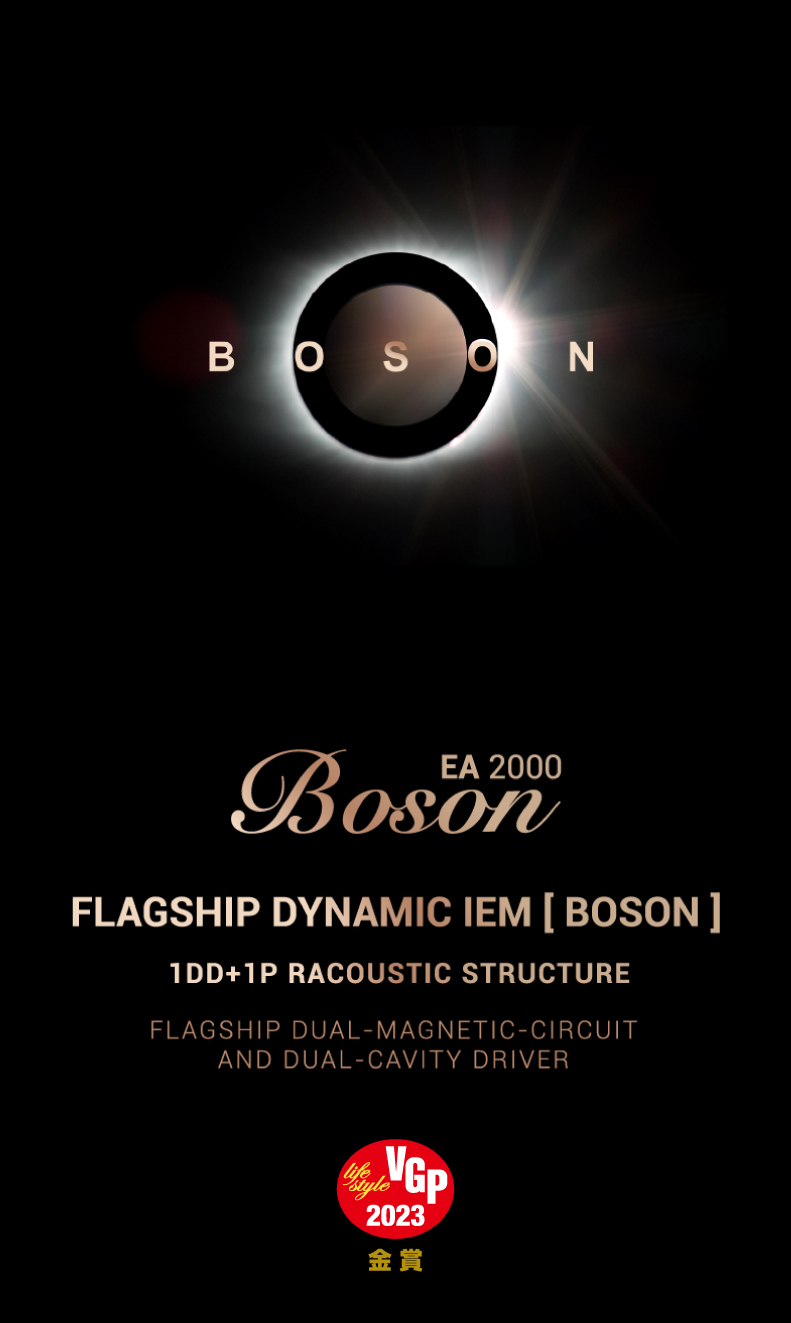 BOSON
EA 2000
Boson
FLAGSHIP DYNAMIC IEM [ BOSON ]
1DD+1P RACOUSTIC STRUCTURE
FLAGSHIP DUAL-MAGNETIC-CIRCUIT
AND DUAL-CAVITY DRIVER
life style VGP
2023
金賞